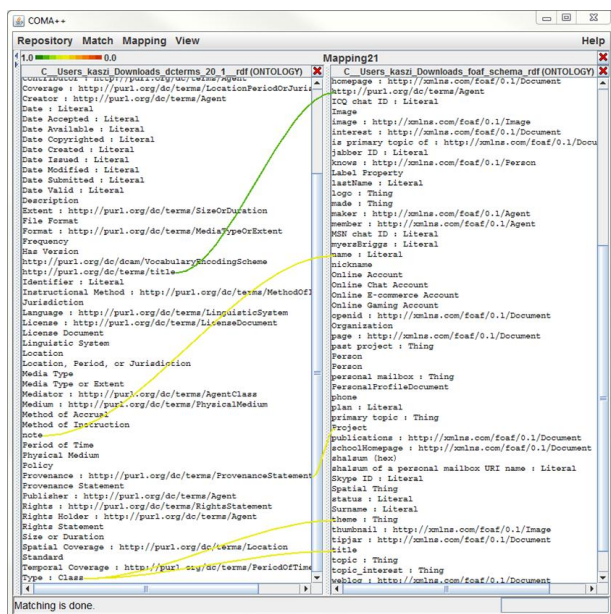 COMA++
Repository Match Mapping View Help
1.0 0.0 Mapping21
C__Users_kaszi_Downloads_dcterms_20_1__rdf (ONTOLOGY)
Contributor : http://purl.org/dc/terms/Agent
Coverage : http://purl.org/dc/terms/LocationPeriodOrJuris
Creator : http://purl.org/dc/terms/Agent
Date : Literal
Date Accepted : Literal
Date Available : Literal
Date Copyrighted : Literal
Date Created : Literal
Date Issued : Literal
Date Modified : Literal
Date Submitted : Literal
Date Valid : Literal
Description
Extent : http://purl.org/dc/terms/SizeOrDuration
File Format
Format : http://purl.org/dc/terms/MediaTypeOrExtent
Frequency
Has Version
http://purl.org/dc/dcam/VocabularyEncodingScheme
http://purl.org/dc/terms/title
Identifier : Literal
Instructional Method : http://purl.org/dc/terms/MethodOfI
Jurisdiction
Language : http://purl.org/dc/terms/LinguisticSystem
License : http://purl.org/dc/terms/LicenseDocument
License Document
Linguistic System
Location
Location, Period, or Jurisdiction
Media Type
Media Type or Extent
Mediator : http://purl.org/dc/terms/AgentClass
Medium : http://purl.org/dc/terms/PhysicalMedium
Method of Accrual
Method of Instruction
note
Period of Time
Physical Medium
Policy
Provenance : http://purl.org/dc/terms/ProvenanceStatement
Provenance Statement
Publisher : http://purl.org/dc/terms/Agent
Rights : http://purl.org/dc/terms/RightsStatement
Rights Holder : http://purl.org/dc/terms/Agent
Rights Statement
Size or Duration
Spatial Coverage : http://purl.org/dc/terms/Location
Standard
Temporal Coverage : http://purl.org/dc/terms/PeriodOfTime
Type : Class
C__Users_kaszi_Downloads_foaf_schema_rdf (ONTOLOGY)
homepage : http://xmlns.com/foaf/0.1/Document
http://purl.org/dc/terms/Agent
ICQ chat ID : Literal
Image
image : http://xmlns.com/foaf/0.1/Image
interest : http://xmlns.com/foaf/0.1/Document
is primary topic of : http://xmlns.com/foaf/0.1/Docu
jabber ID : Literal
knows : http://xmlns.com/foaf/0.1/Person
Label Property
lastName : Literal
logo : Thing
made : Thing
maker : http://xmlns.com/foaf/0.1/Agent
member : http://xmlns.com/foaf/0.1/Agent
MSN chat ID : Literal
myersBriggs : Literal
name : Literal
nickname
Online Account
Online Chat Account
Online E-commerce Account
Online Gaming Account
openid : http://xmlns.com/foaf/0.1/Document
Organization
page : http://xmlns.com/foaf/0.1/Document
past project : Thing
Person
Person
personal mailbox : Thing
PersonalProfileDocument
phone
plan : Literal
primary topic : Thing
Project
publications : http://xmlns.com/foaf/0.1/Document
schoolHomepage : http://xmlns.com/foaf/0.1/Document
sha1sum (hex)
sha1sum of a personal mailbox URI name : Literal
Skype ID : Literal
Spatial Thing
status : Literal
Surname : Literal
theme : Thing
thumbnail : http://xmlns.com/foaf/0.1/Image
tipjar : http://xmlns.com/foaf/0.1/Document
title
topic : Thing
topic_interest : Thing
weblog : http://xmlns.com/foaf/0.1/Document
Matching is done.